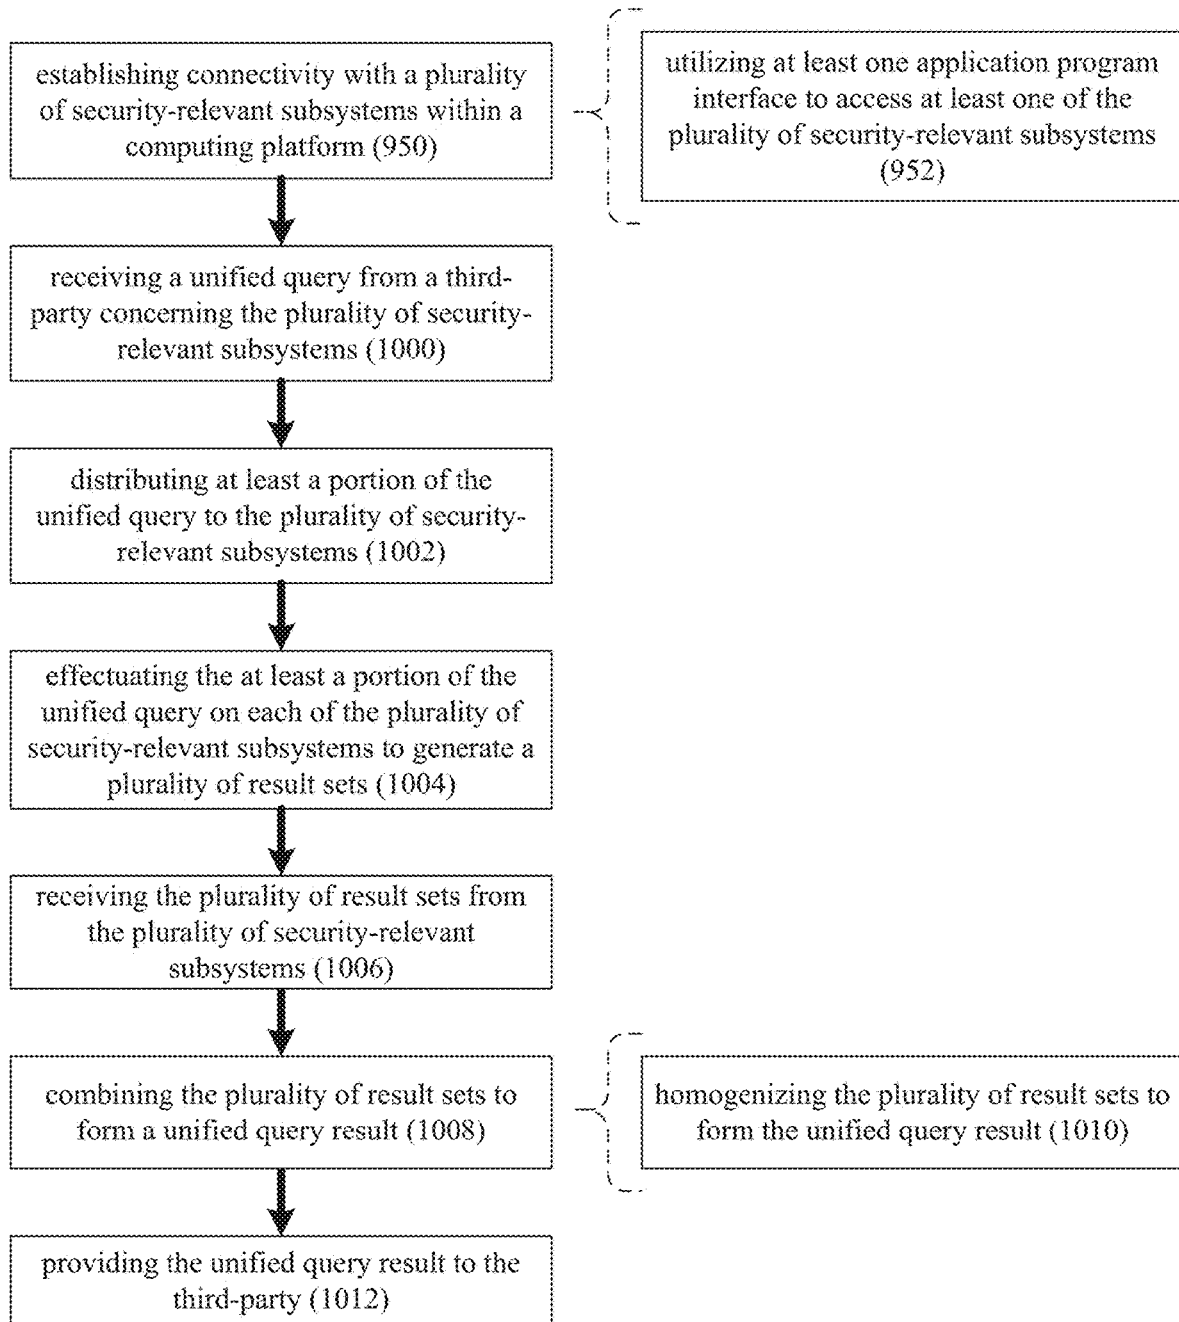 establishing connectivity with a plurality
of security-relevant subsystems within a
computing platform (950)
utilizing at least one application program
interface to access at least one of the
plurality of security-relevant subsystems
(952)
receiving a unified query from a third-
party concerning the plurality of security-
relevant subsystems (1000)
distributing at least a portion of the
unified query to the plurality of security-
relevant subsystems (1002)
effectuating the at least a portion of the
unified query on each of the plurality of
security-relevant subsystems to generate a
plurality of result sets (1004)
receiving the plurality of result sets from
the plurality of security-relevant
subsystems (1006)
combining the plurality of result sets to
form a unified query result (1008)
homogenizing the plurality of result sets to
form the unified query result (1010)
providing the unified query result to the
third-party (1012)